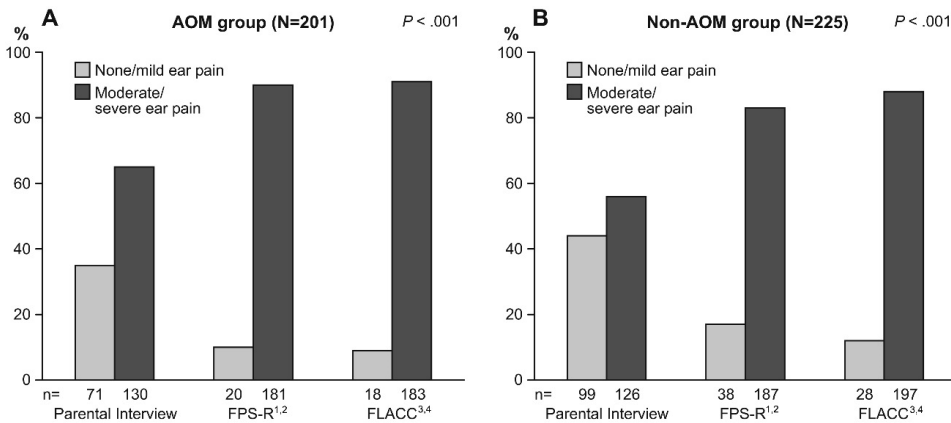 A AOM group (N=201) P < .001
%
100
None/mild ear pain
Moderate/
severe ear pain
80
60
40
20
0
n= 71 130 20 181 18 183
Parental Interview FPS-R1,2 FLACC3,4
B Non-AOM group (N=225) P < .001
%
100
None/mild ear pain
Moderate/
severe ear pain
80
60
40
20
0
n= 99 126 38 187 28 197
Parental Interview FPS-R1,2 FLACC3,4